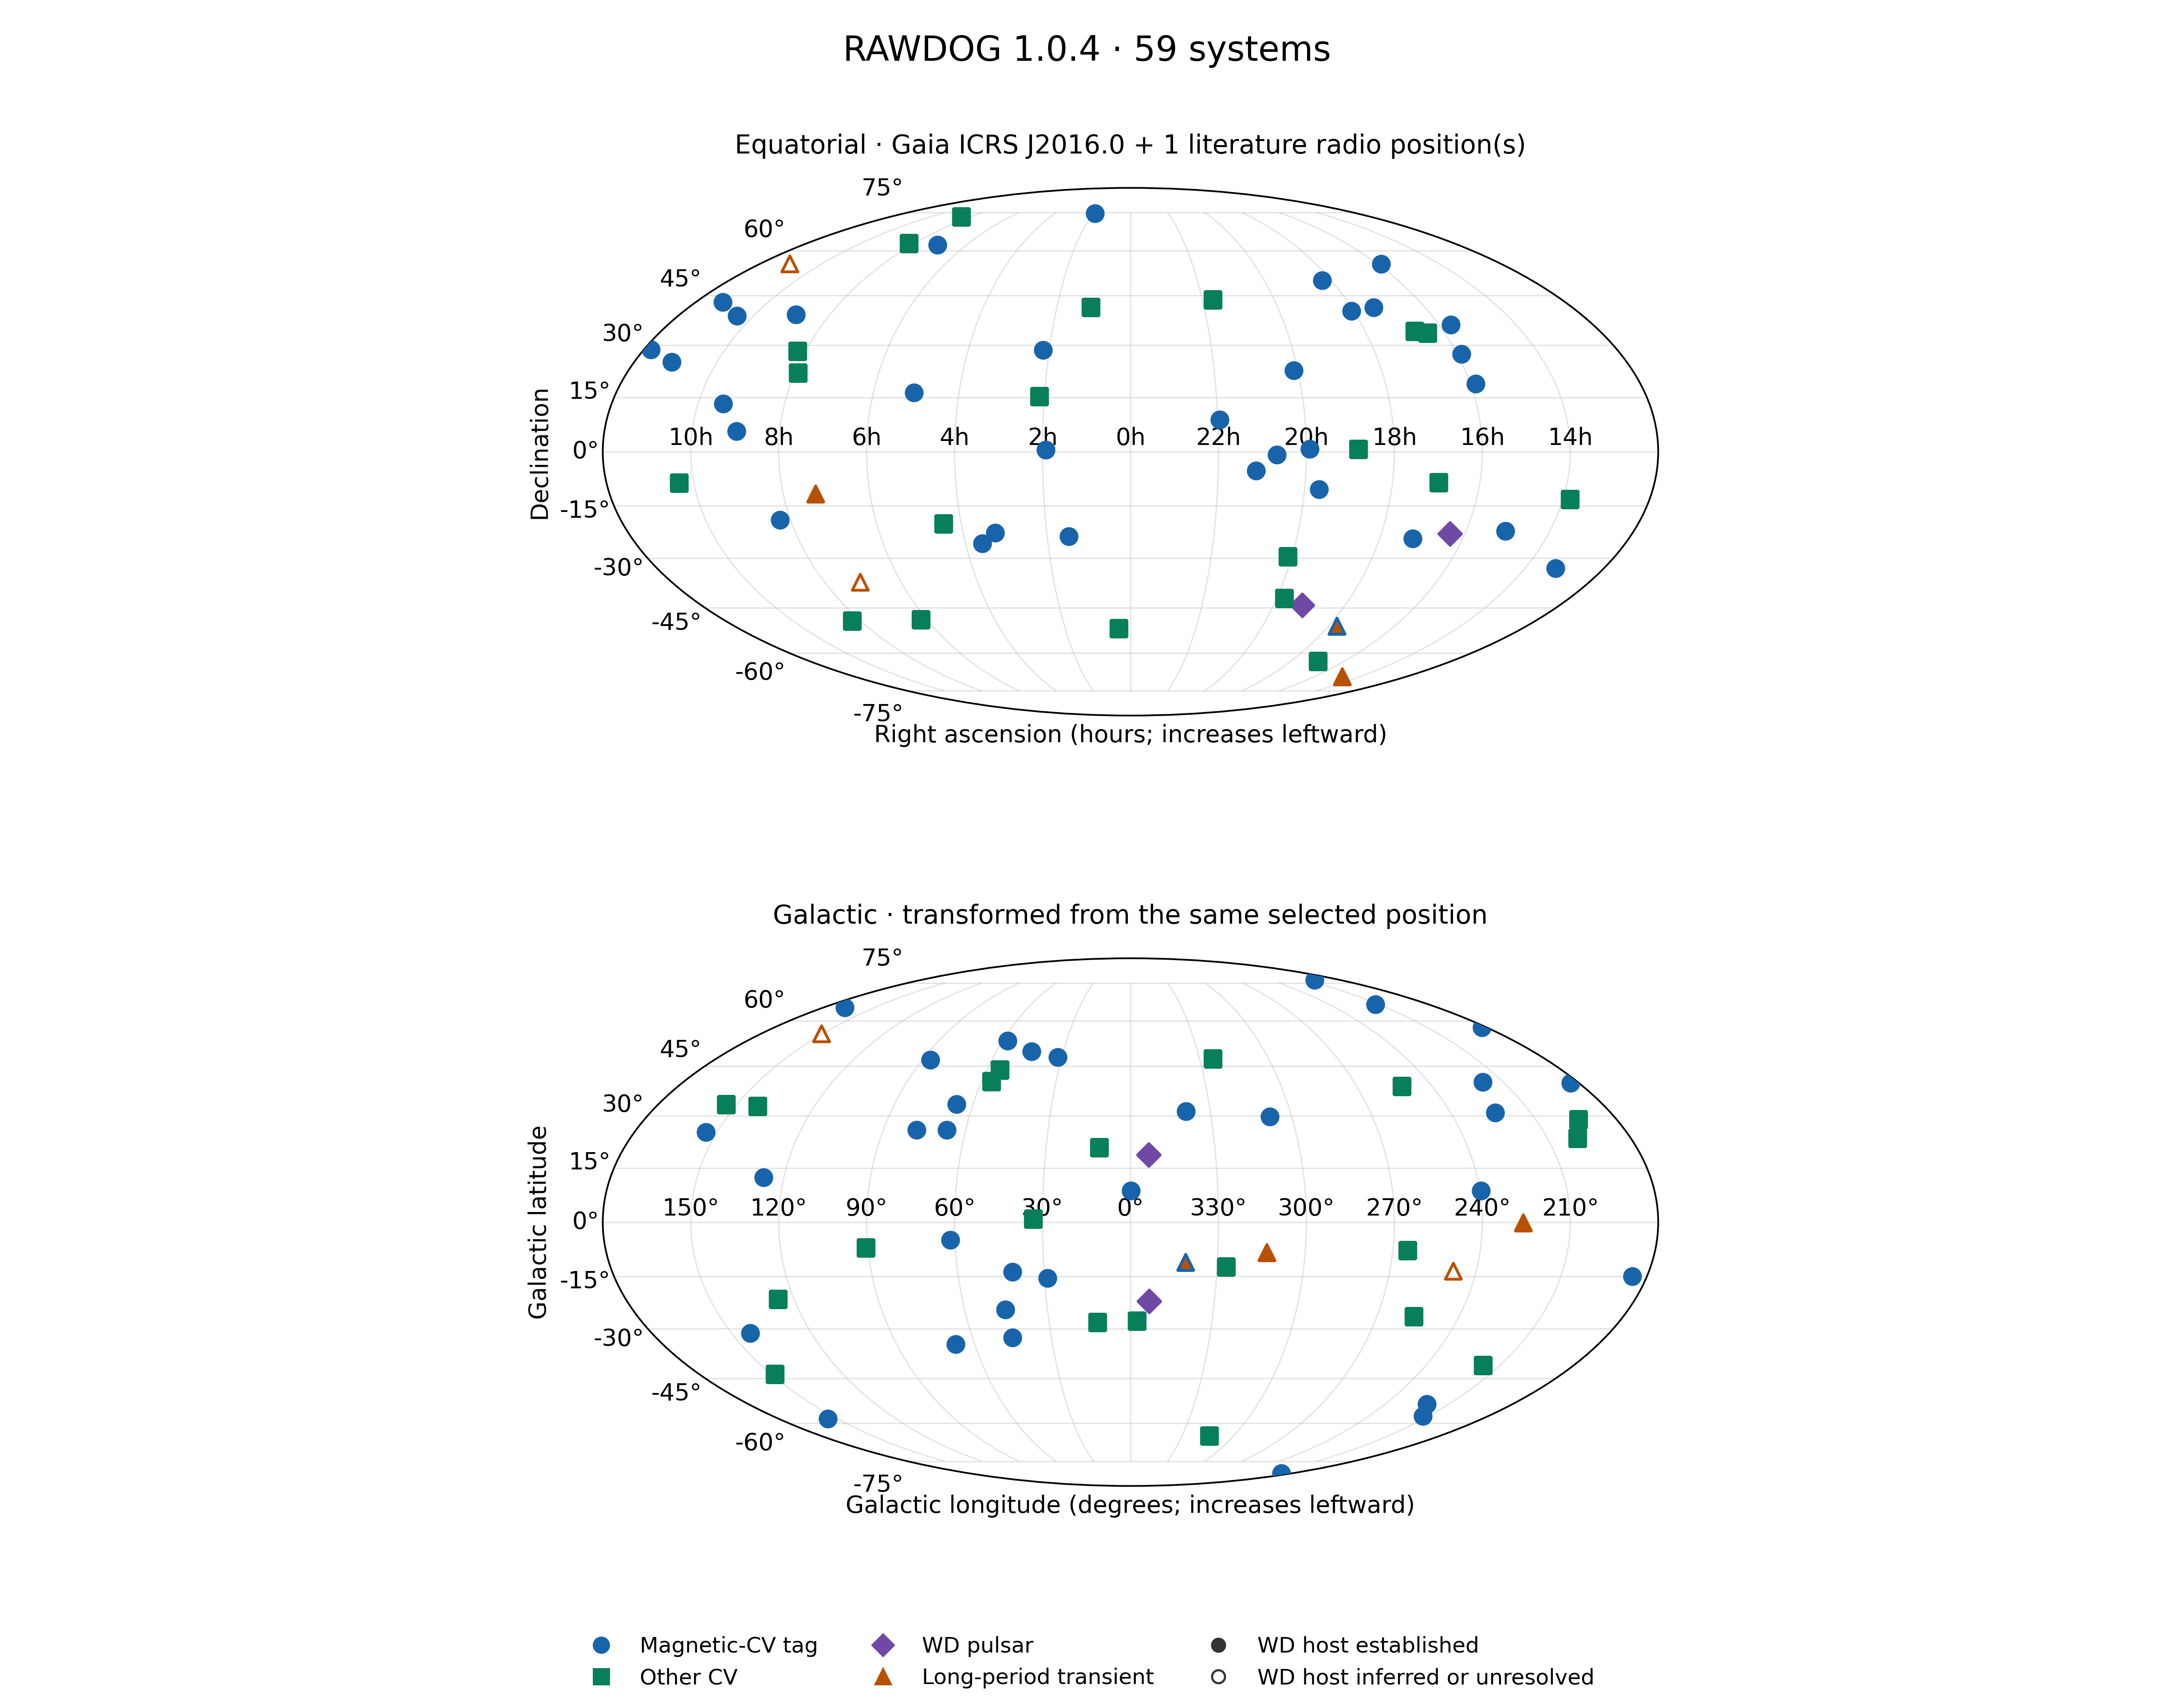 RAWDOG 1.0.4 · 59 systems
Equatorial · Gaia ICRS J2016.0 + 1 literature radio position(s)
75°
60°
45°
30°
15°
10h 8h 6h 4h 2h 0h 22h 20h 18h 16h 14h
0°
-15°
-30°
-45°
-60°
-75°
Declination
Right ascension (hours; increases leftward)
Galactic · transformed from the same selected position
75°
60°
45°
30°
15°
150° 120° 90° 60° 30° 0° 330° 300° 270° 240° 210°
0°
-15°
-30°
-45°
-60°
-75°
Galactic latitude
Galactic longitude (degrees; increases leftward)
Magnetic-CV tag WD pulsar WD host established
Other CV Long-period transient WD host inferred or unresolved